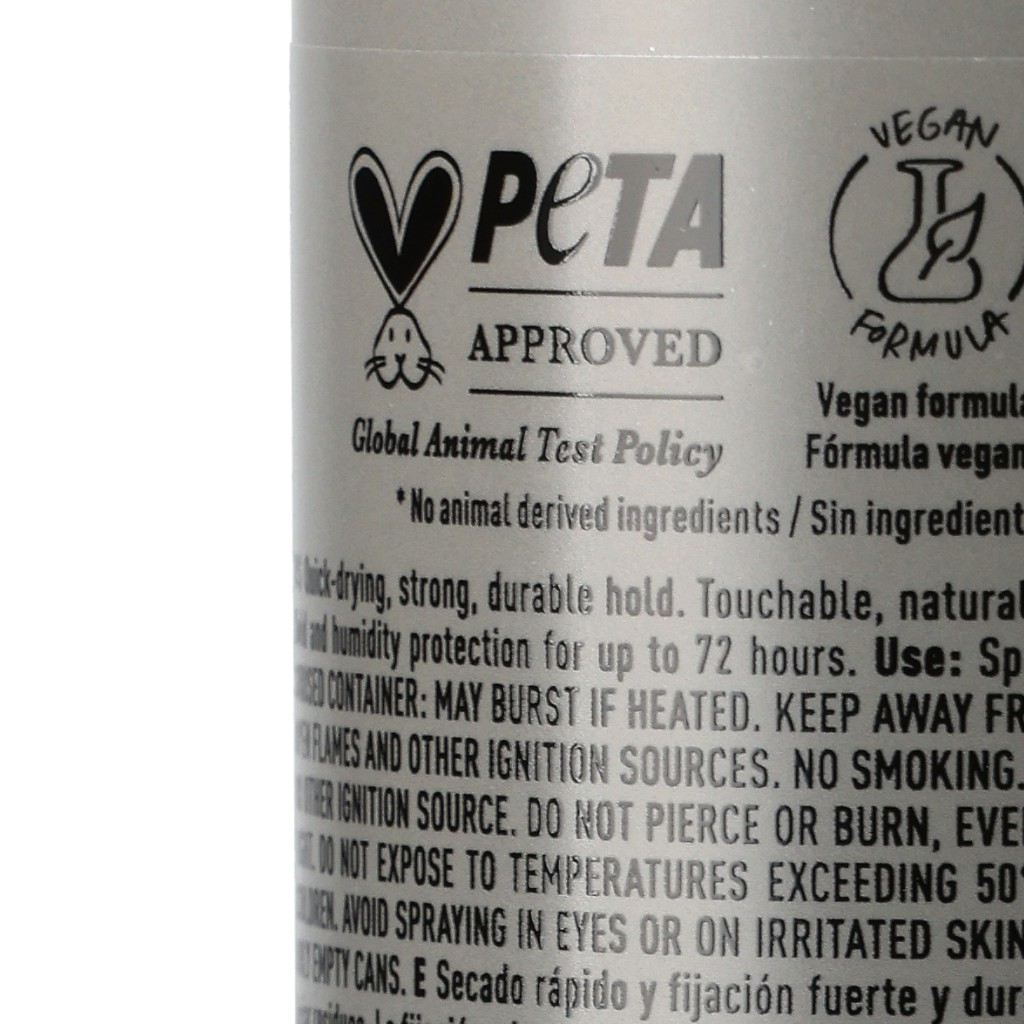 VEGAN
PETA
APPROVED
FORMULA
Global Animal Test Policy
Vegan formula
Fórmula vegan
* No animal derived ingredients / Sin ingredient
Quick-drying, strong, durable hold. Touchable, natural
and humidity protection for up to 72 hours. Use: Sp
CONTAINER: MAY BURST IF HEATED. KEEP AWAY FR
FLAMES AND OTHER IGNITION SOURCES. NO SMOKING.
OTHER IGNITION SOURCE. DO NOT PIERCE OR BURN, EVE
DO NOT EXPOSE TO TEMPERATURES EXCEEDING 50°
AVOID SPRAYING IN EYES OR ON IRRITATED SKIN
EMPTY CANS. E Secado rápido y fijación fuerte y dur